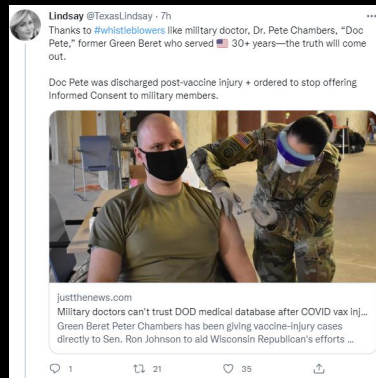 Lindsay @TexasLindsay · 7h
Thanks to #whistleblowers like military doctor, Dr. Pete Chambers, “Doc
Pete,” former Green Beret who served 🇺🇸 30+ years—the truth will come
out.
Doc Pete was discharged post-vaccine injury + ordered to stop offering
Informed Consent to military members.
justthenews.com
Military doctors can't trust DOD medical database after COVID vax inj...
Green Beret Peter Chambers has been giving vaccine-injury cases
directly to Sen. Ron Johnson to aid Wisconsin Republican's efforts ...
1 21 35